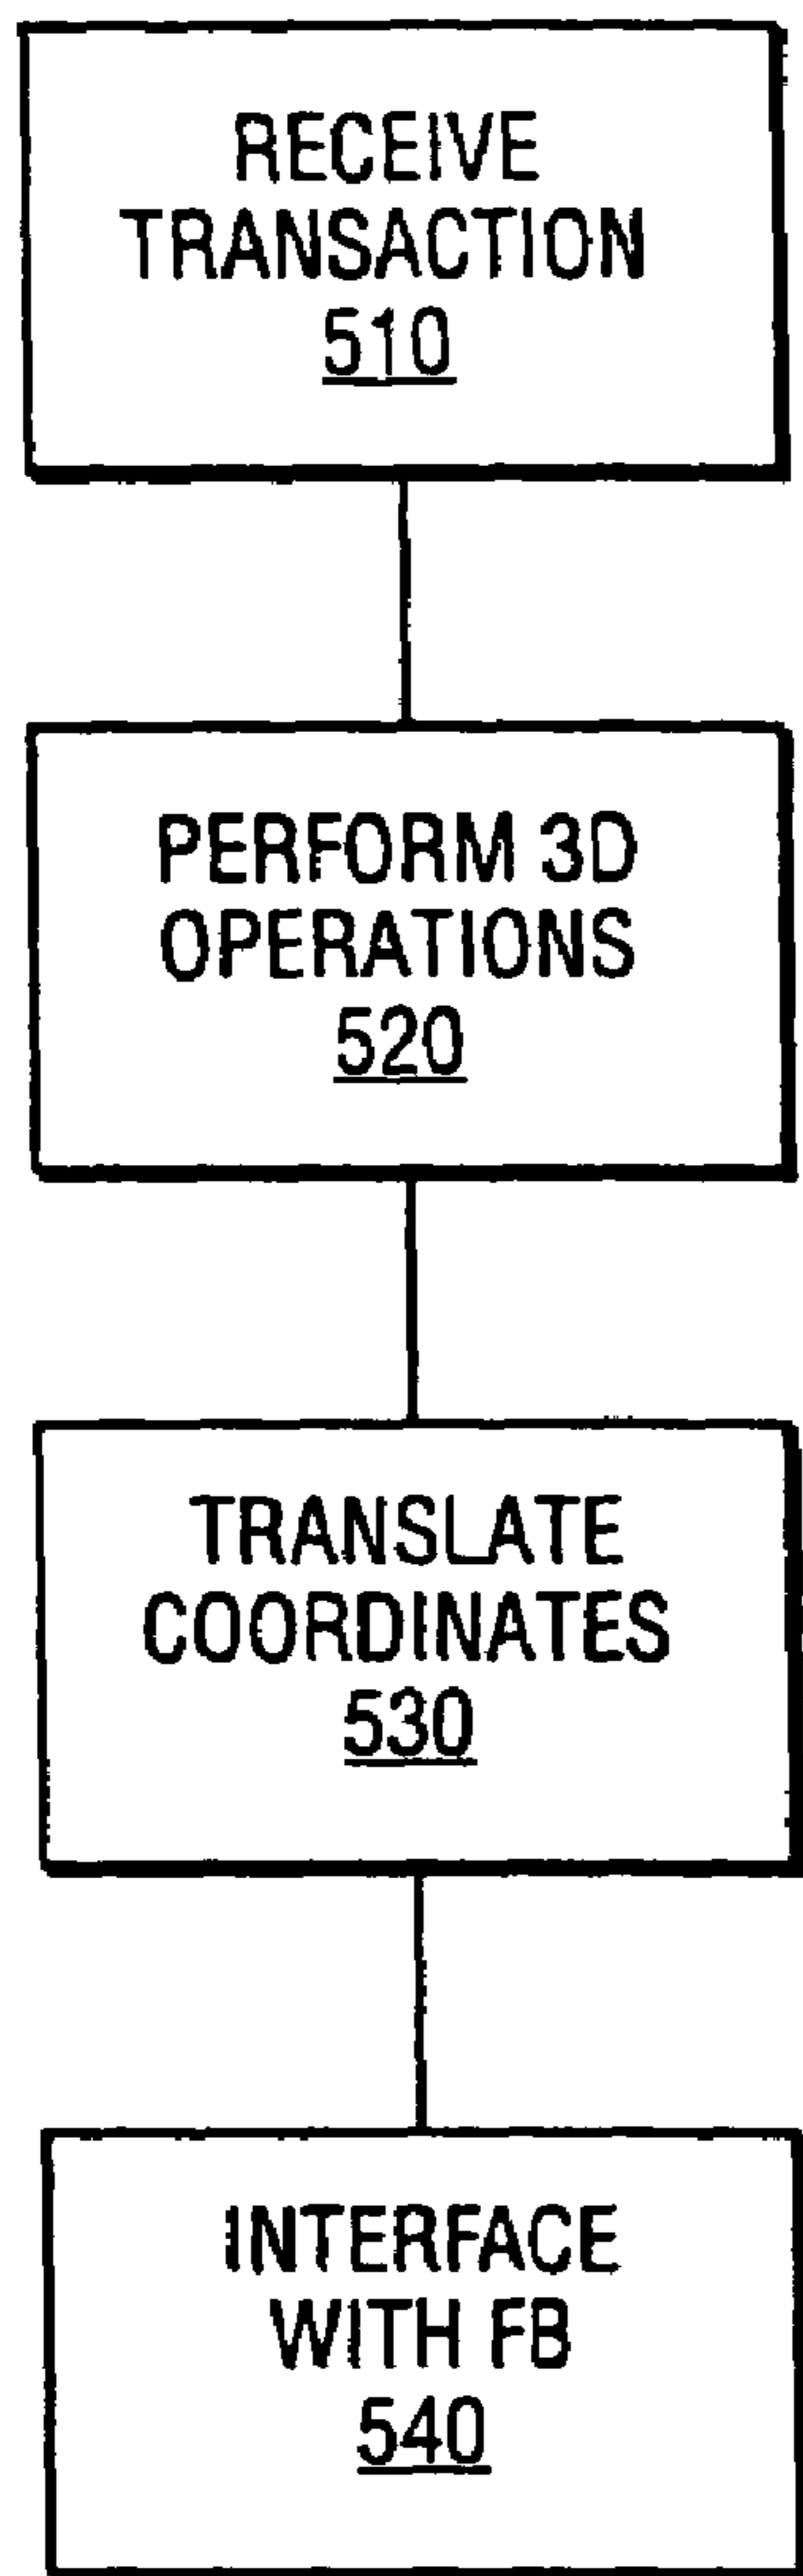 RECEIVE
TRANSACTION
510
PERFORM 3D
OPERATIONS
520
TRANSLATE
COORDINATES
530
INTERFACE
WITH FB
540